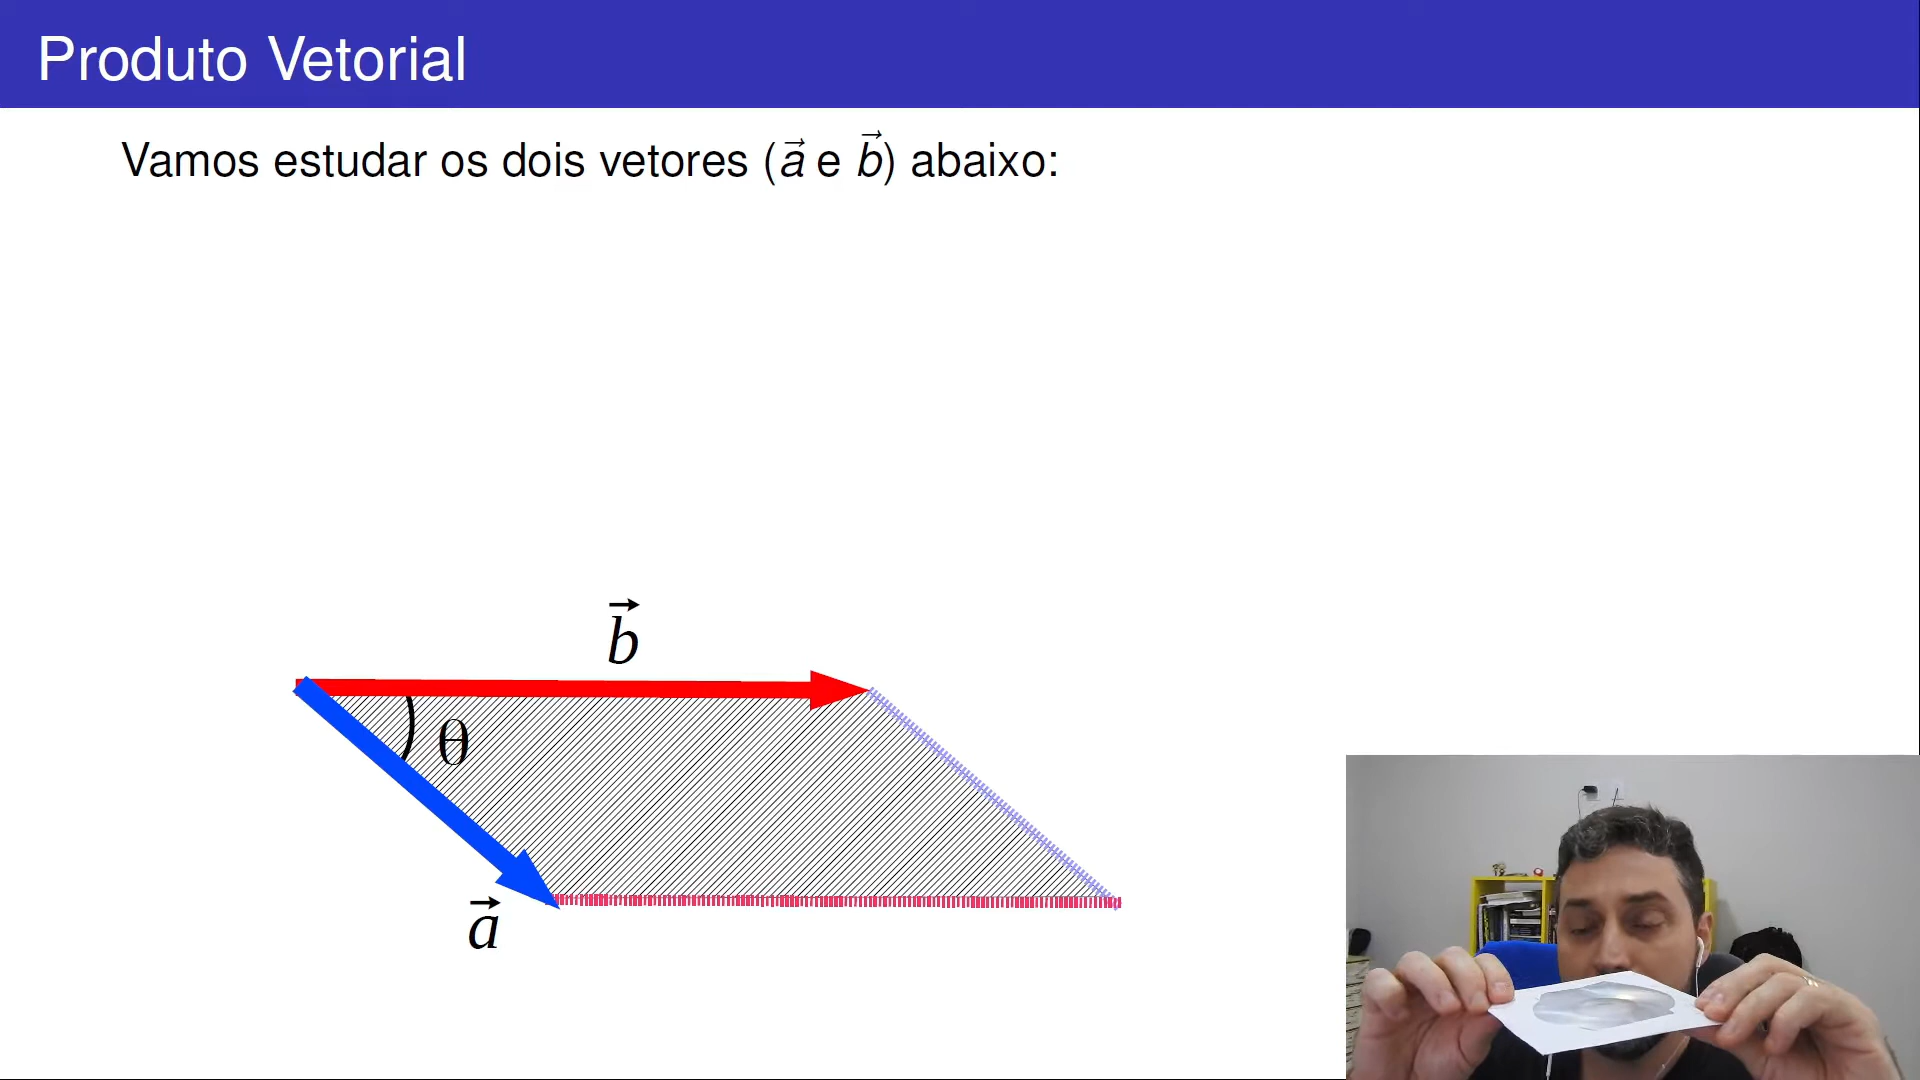 Produto Vetorial
Vamos estudar os dois vetores (a⃗ e b⃗) abaixo:
b⃗
θ
a⃗